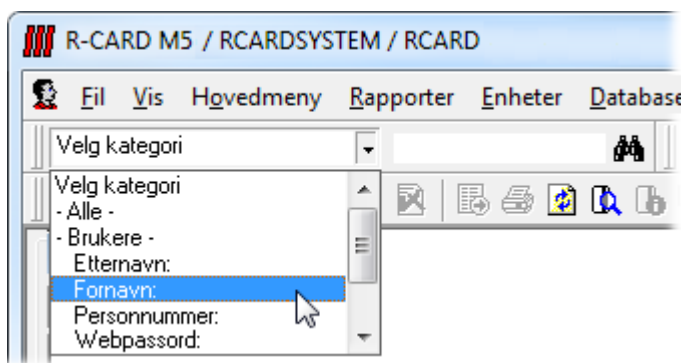 R-CARD M5 / RCARDSYSTEM / RCARD
Fil Vis Hovedmeny Rapporter Enheter Database
Velg kategori
Velg kategori
- Alle -
- Brukere -
Etternavn:
Fornavn:
Personnummer:
Webpassord: